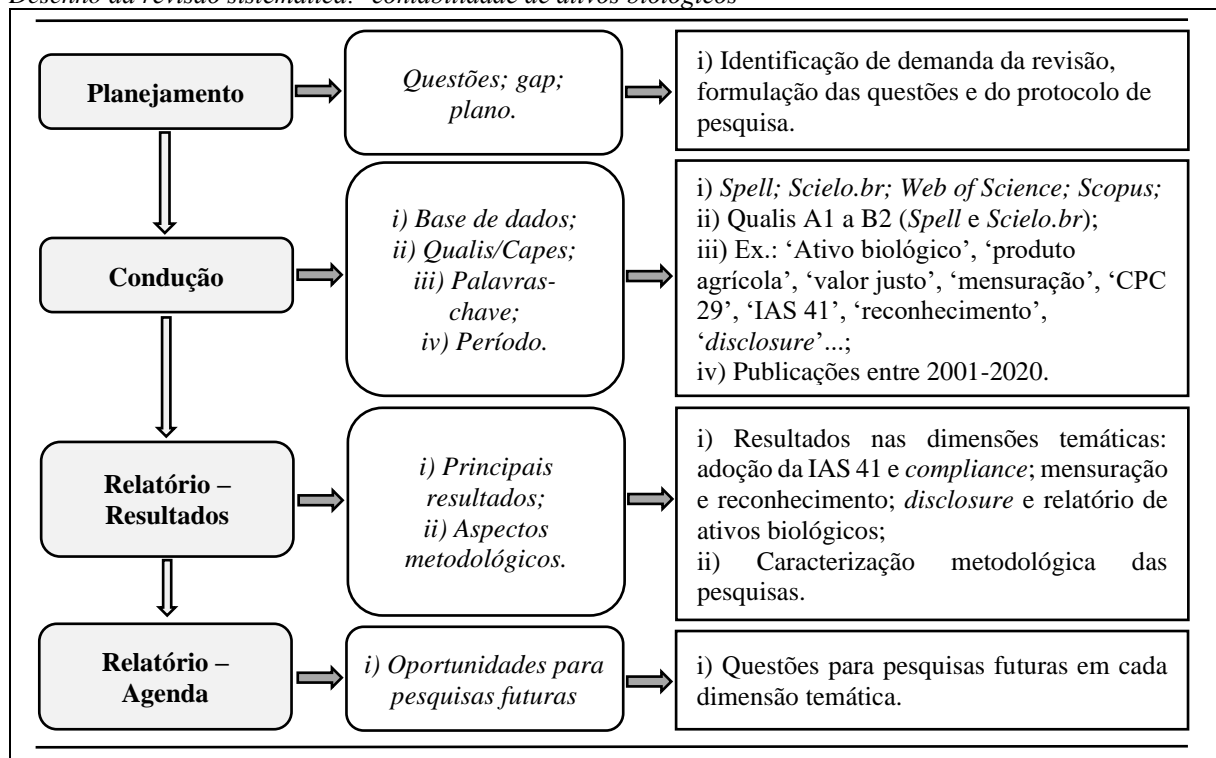 Desenho da revisão sistemática: “contabilidade de ativos biológicos”
Planejamento
Questões; gap;
plano.
i) Identificação de demanda da revisão,
formulação das questões e do protocolo de
pesquisa.
Condução
i) Base de dados;
ii) Qualis/Capes;
iii) Palavras-
chave;
iv) Período.
i) Spell; Scielo.br; Web of Science; Scopus;
ii) Qualis A1 a B2 (Spell e Scielo.br);
iii) Ex.: ‘Ativo biológico’, ‘produto
agrícola’, ‘valor justo’, ‘mensuração’, ‘CPC
29’, ‘IAS 41’, ‘reconhecimento’,
‘disclosure’...;
iv) Publicações entre 2001-2020.
Relatório –
Resultados
i) Principais
resultados;
ii) Aspectos
metodológicos.
i) Resultados nas dimensões temáticas:
adoção da IAS 41 e compliance; mensuração
e reconhecimento; disclosure e relatório de
ativos biológicos;
ii) Caracterização metodológica das
pesquisas.
Relatório –
Agenda
i) Oportunidades para
pesquisas futuras
i) Questões para pesquisas futuras em cada
dimensão temática.